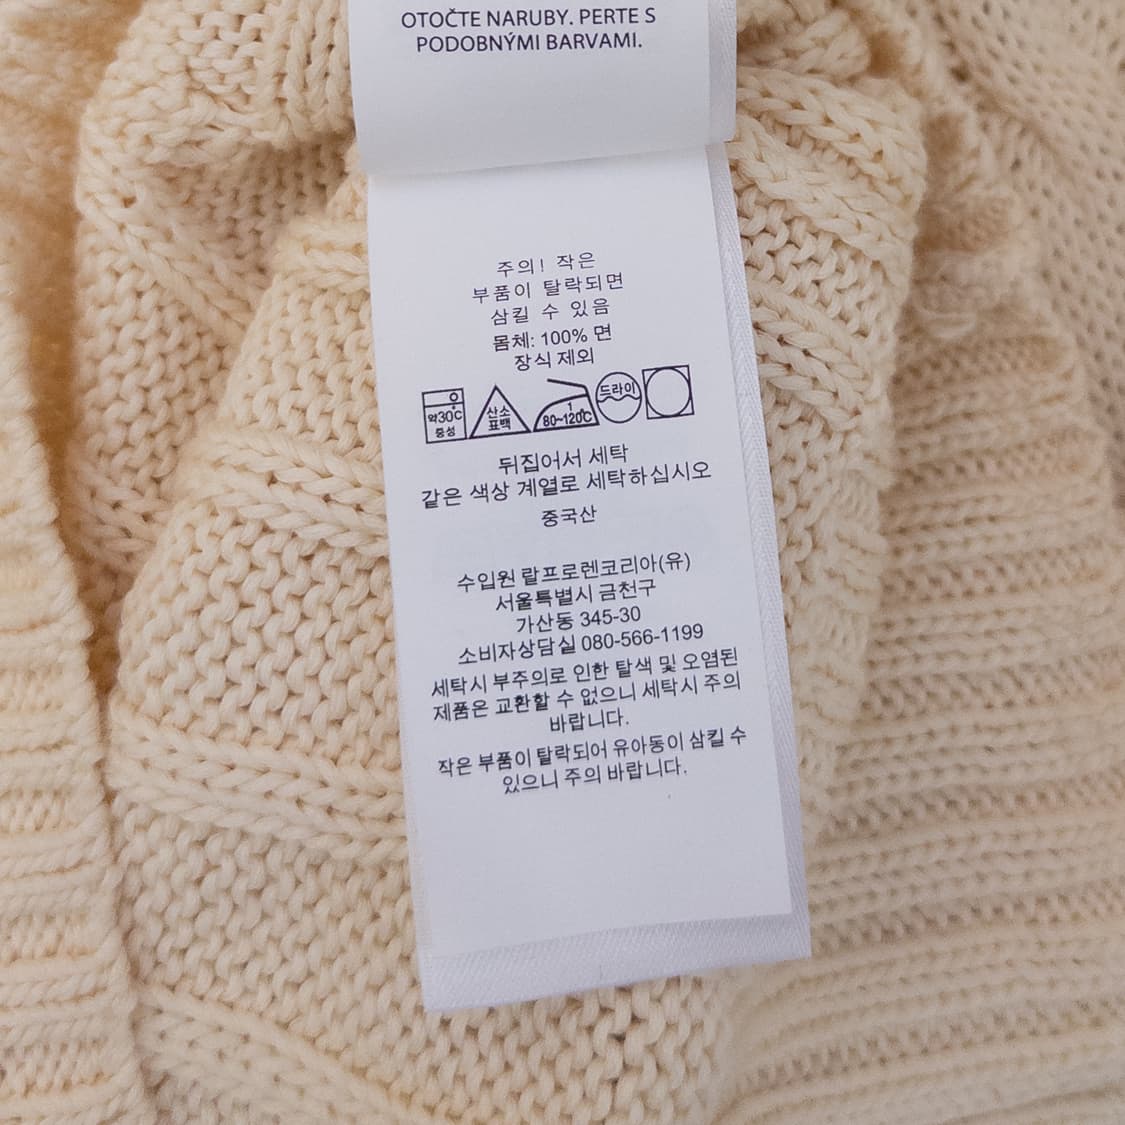 OTOČTE NARUBY. PERTE S
PODOBNÝMI BARVAMI.
주의! 작은
부품이 탈락되면
삼킬 수 있음
몸체: 100% 면
장식 제외
약30℃
중성
산소
표백
1
80~120℃
드라이
뒤집어서 세탁
같은 색상 계열로 세탁하십시오
중국산
수입원 랄프로렌코리아(유)
서울특별시 금천구
가산동 345-30
소비자상담실 080-566-1199
세탁시 부주의로 인한 탈색 및 오염된
제품은 교환할 수 없으니 세탁시 주의
바랍니다.
작은 부품이 탈락되어 유아동이 삼킬 수
있으니 주의 바랍니다.